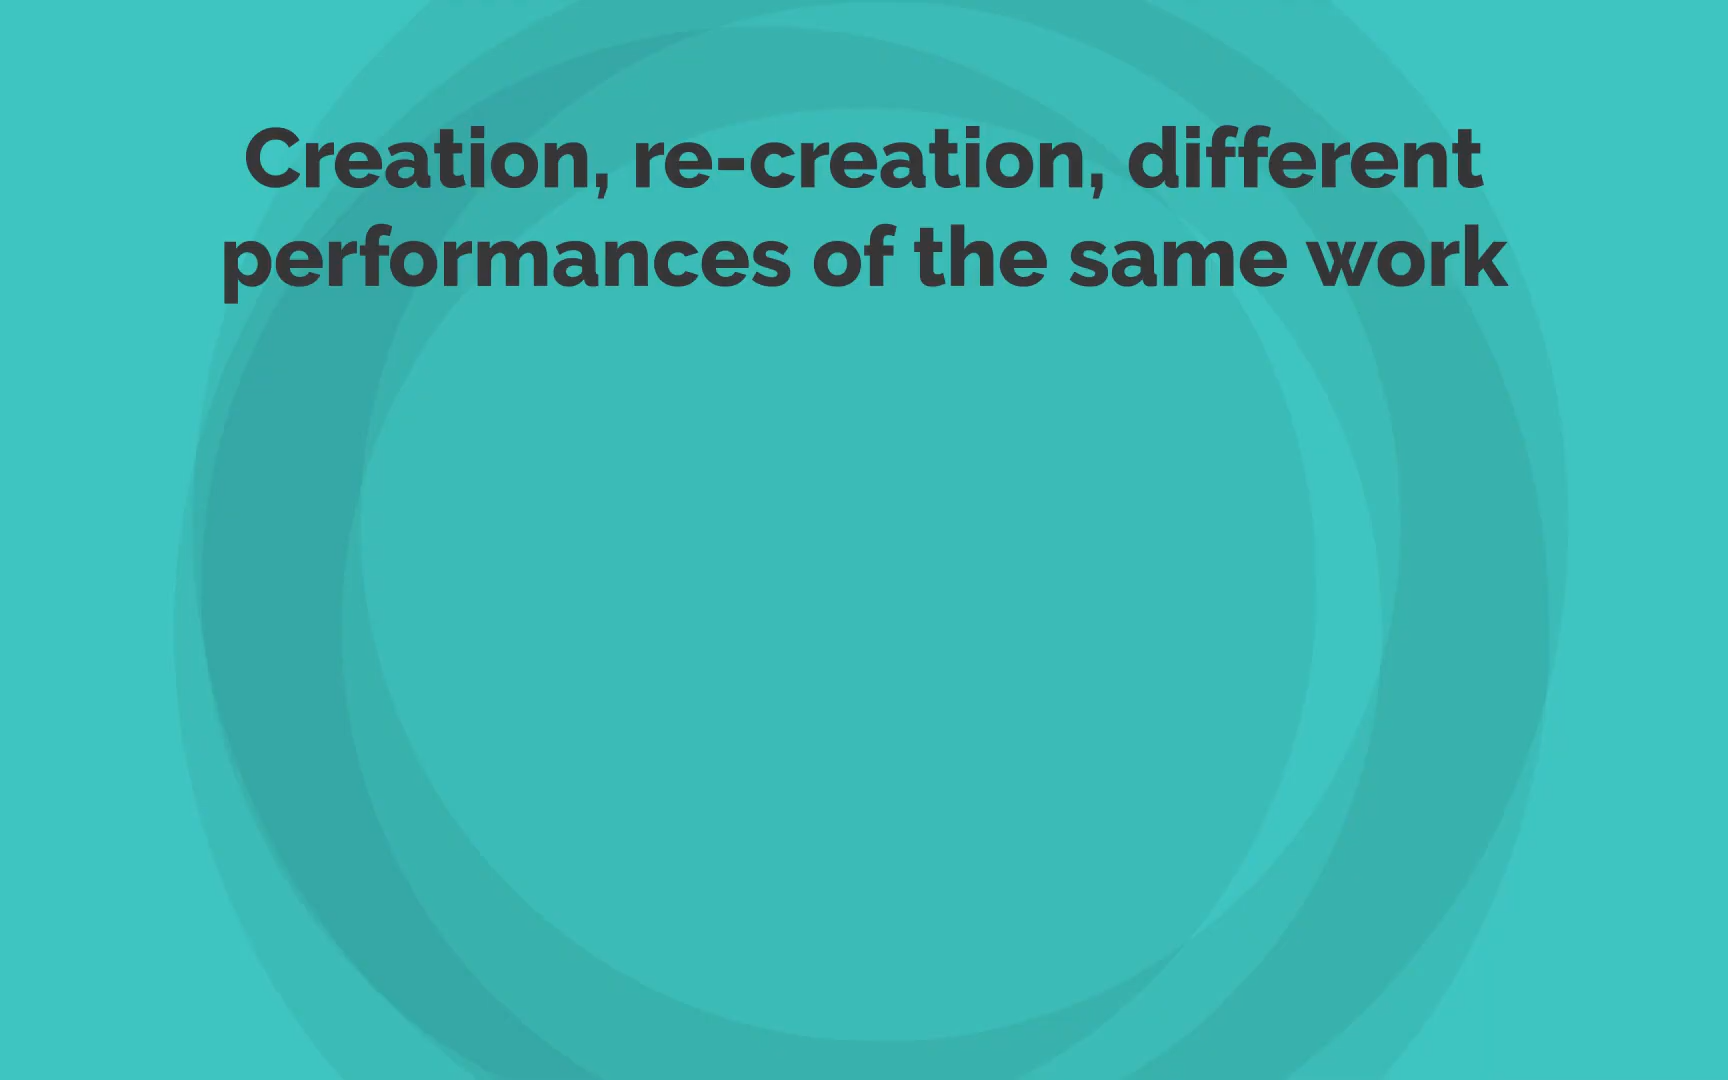 Creation, re-creation, different
performances of the same work